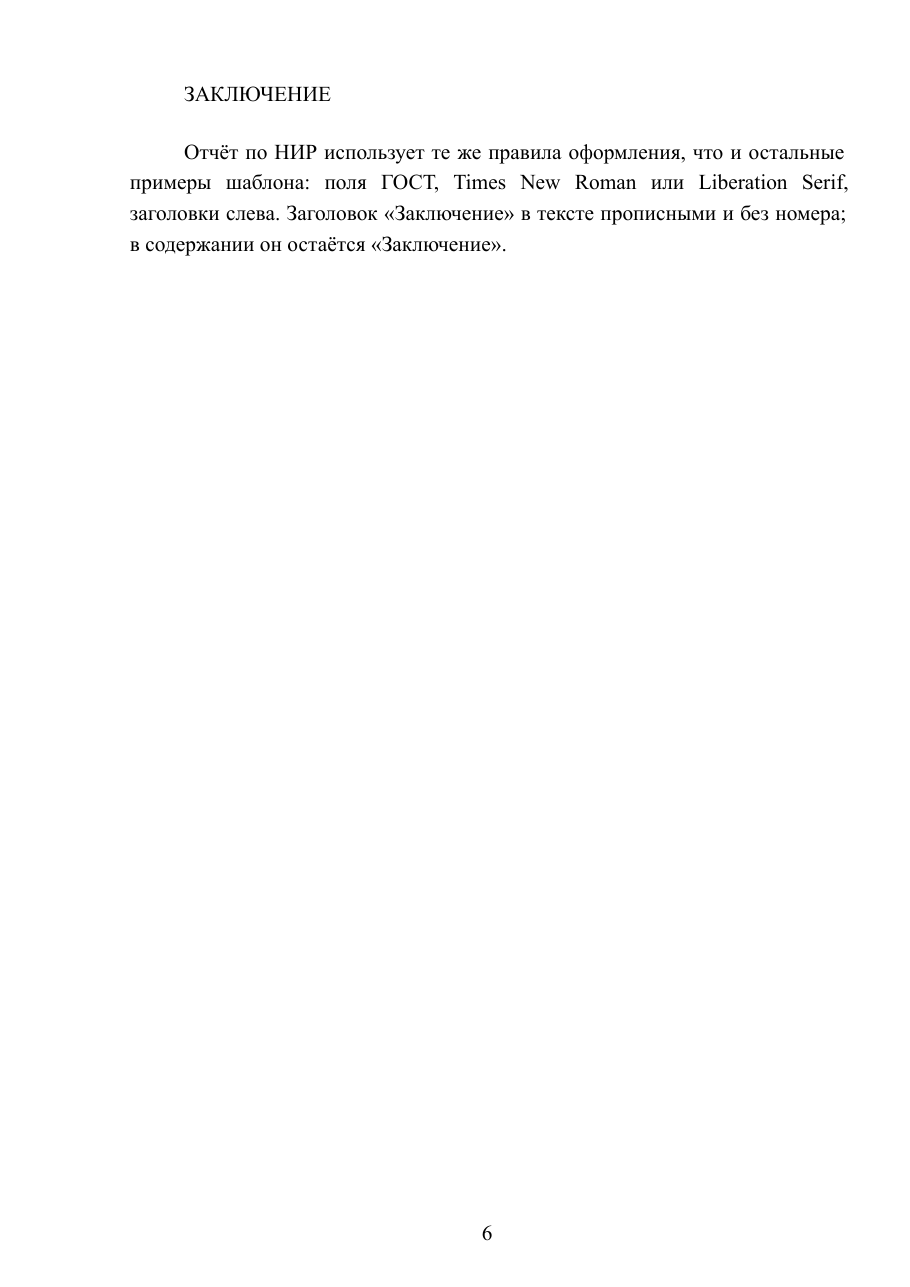 ЗАКЛЮЧЕНИЕ
Отчёт по НИР использует те же правила оформления, что и остальные
примеры шаблона: поля ГОСТ, Times New Roman или Liberation Serif,
заголовки слева. Заголовок «Заключение» в тексте прописными и без номера;
в содержании он остаётся «Заключение».
6